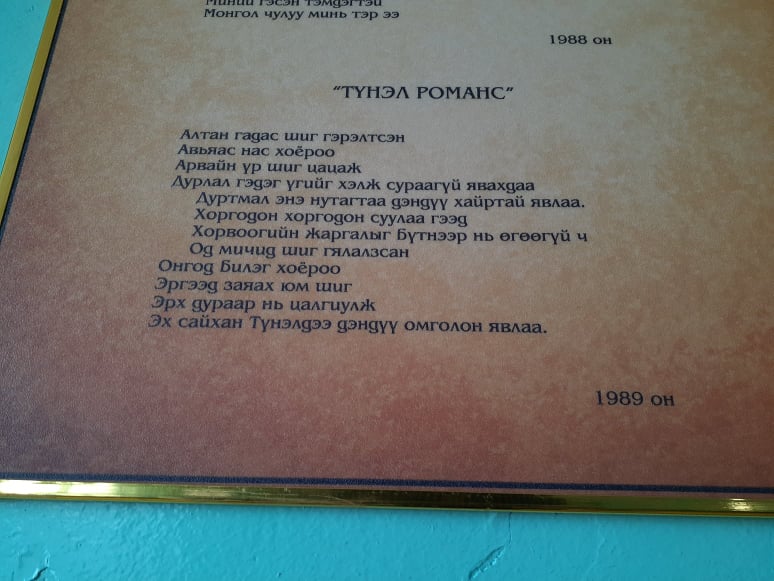 Миний гэсэн тэмдэгтэй
Монгол чулуу минь тэр ээ
1988 он
"ТҮНЭЛ РОМАНС"
Алтан гадас шиг гэрэлтсэн
Авьяас нас хоёроо
Арвайн үр шиг цацаж
Дурлал гэдэг үгийг хэлж сураагүй явахдаа
Дуртмал энэ нутагтаа дэндүү хайртай явлаа.
Хоргодон хоргодон суулаа гээд
Хорвоогийн жаргалыг бүтнээр нь өгөөгүй ч
Од мичид шиг гялалзсан
Онгод билэг хоёроо
Эргээд заяах юм шиг
Эрх дураар нь цалгиулж
Эх сайхан Түнэлдээ дэндүү омголон явлаа.
1989 он